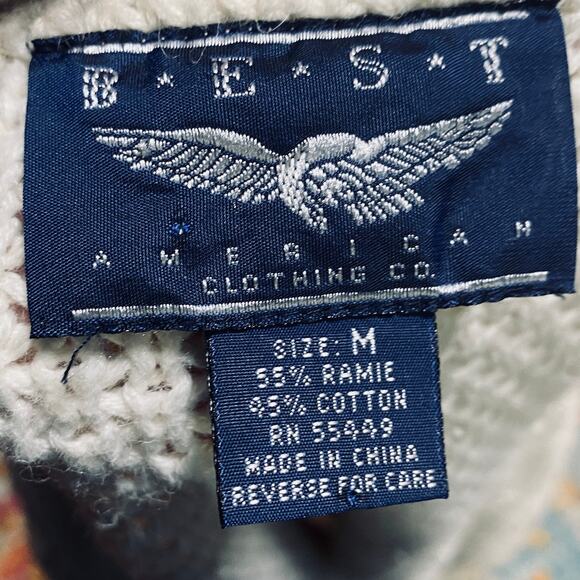 B★E★S★T
AMERICAN
CLOTHING CO.
SIZE: M
55% RAMIE
45% COTTON
RN 55449
MADE IN CHINA
REVERSE FOR CARE